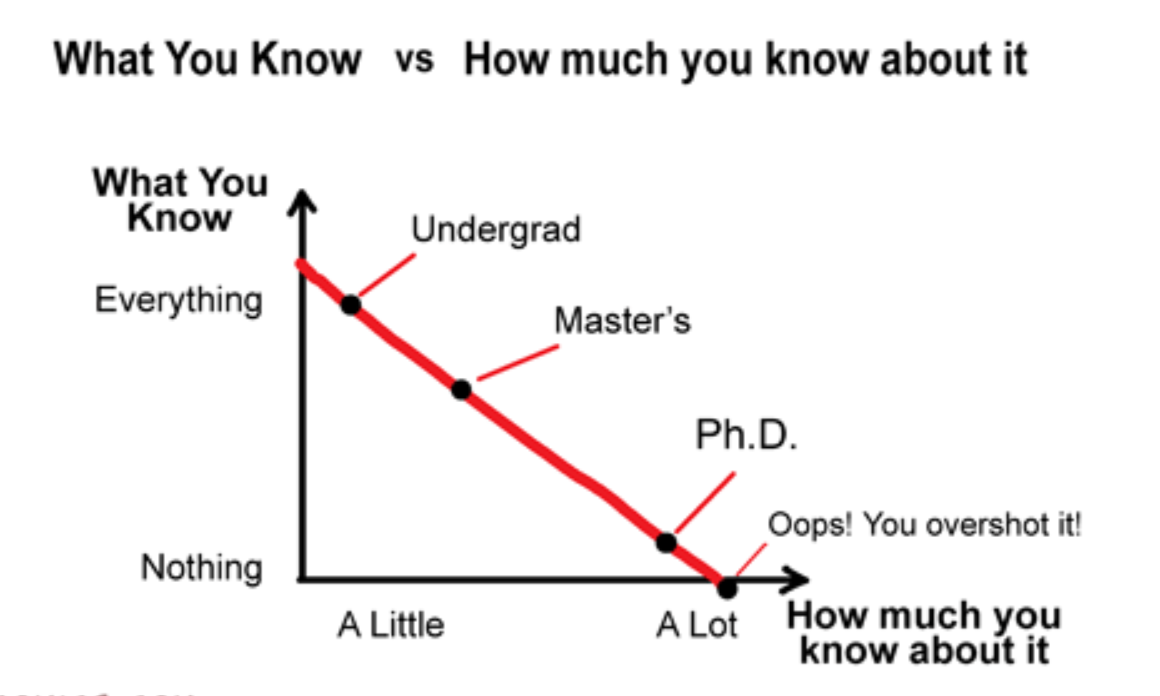 What You Know vs How much you know about it
What You
Know
Undergrad
Everything
Master's
Ph.D.
Oops! You overshot it!
Nothing
A Little
A Lot
How much you
know about it